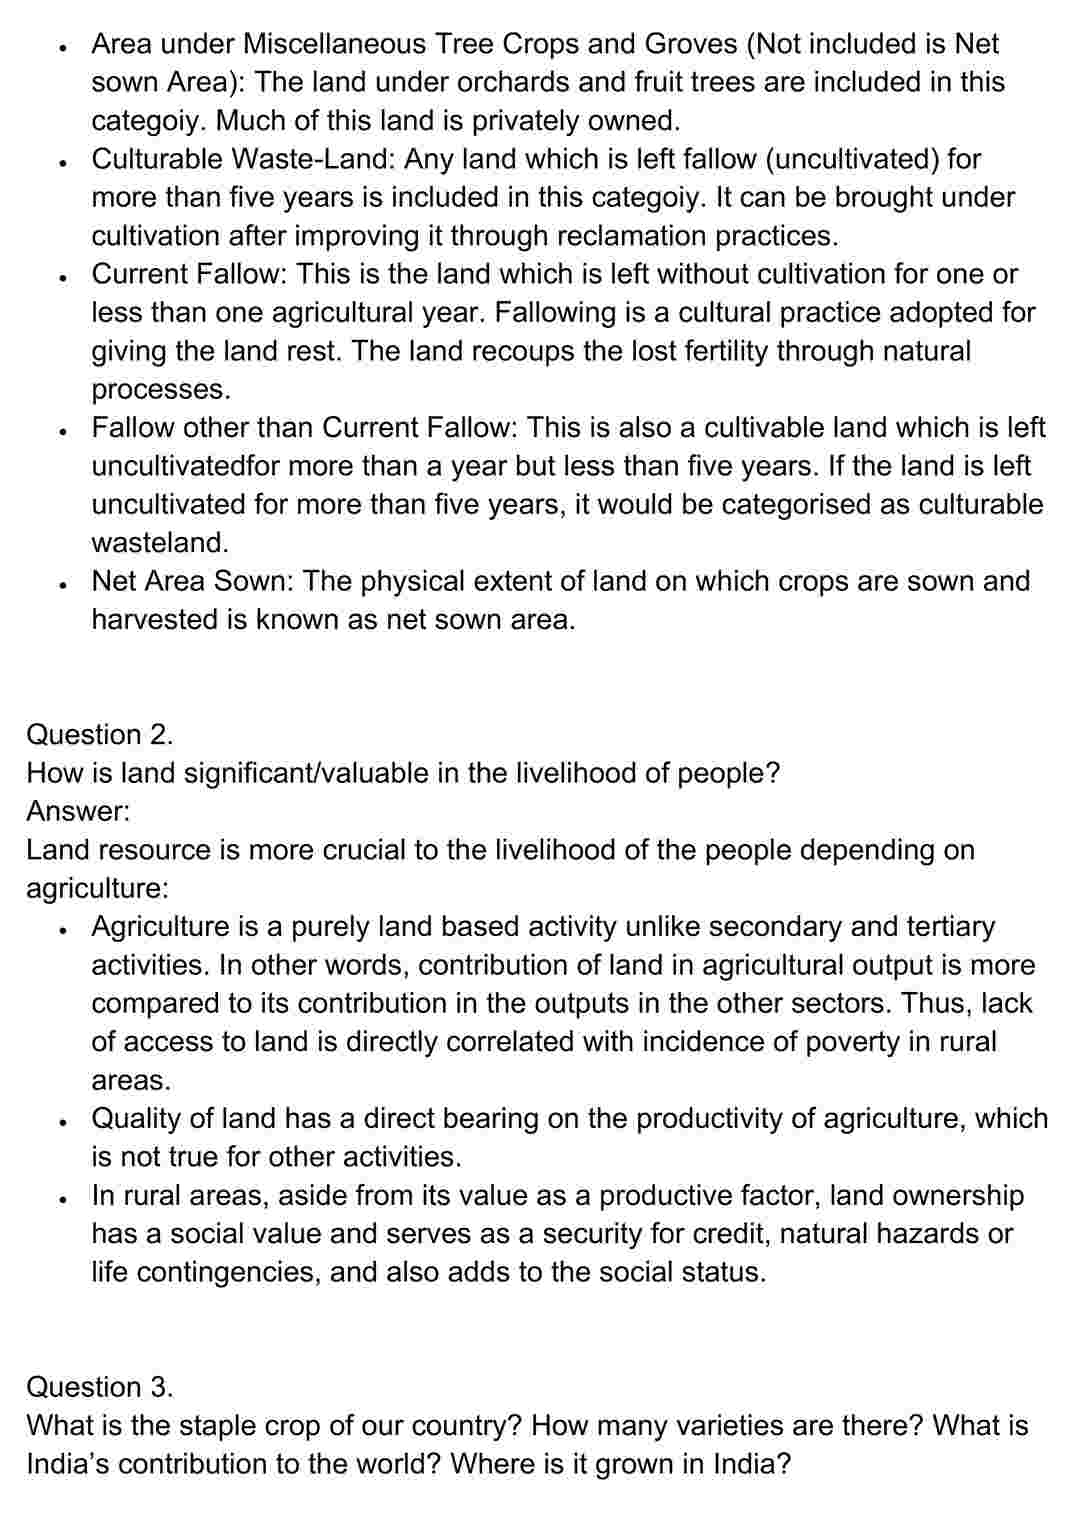 • Area under Miscellaneous Tree Crops and Groves (Not included is Net
sown Area): The land under orchards and fruit trees are included in this
categoiy. Much of this land is privately owned.
• Culturable Waste-Land: Any land which is left fallow (uncultivated) for
more than five years is included in this categoiy. It can be brought under
cultivation after improving it through reclamation practices.
• Current Fallow: This is the land which is left without cultivation for one or
less than one agricultural year. Fallowing is a cultural practice adopted for
giving the land rest. The land recoups the lost fertility through natural
processes.
• Fallow other than Current Fallow: This is also a cultivable land which is left
uncultivatedfor more than a year but less than five years. If the land is left
uncultivated for more than five years, it would be categorised as culturable
wasteland.
• Net Area Sown: The physical extent of land on which crops are sown and
harvested is known as net sown area.
Question 2.
How is land significant/valuable in the livelihood of people?
Answer:
Land resource is more crucial to the livelihood of the people depending on
agriculture:
• Agriculture is a purely land based activity unlike secondary and tertiary
activities. In other words, contribution of land in agricultural output is more
compared to its contribution in the outputs in the other sectors. Thus, lack
of access to land is directly correlated with incidence of poverty in rural
areas.
• Quality of land has a direct bearing on the productivity of agriculture, which
is not true for other activities.
• In rural areas, aside from its value as a productive factor, land ownership
has a social value and serves as a security for credit, natural hazards or
life contingencies, and also adds to the social status.
Question 3.
What is the staple crop of our country? How many varieties are there? What is
India’s contribution to the world? Where is it grown in India?